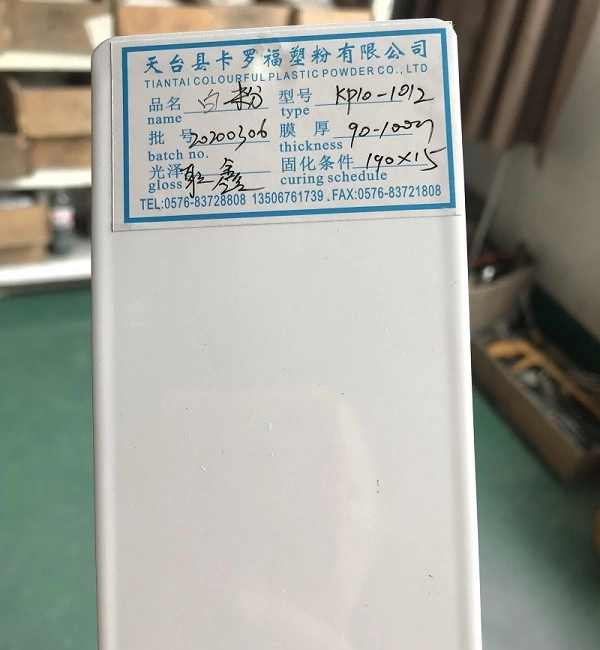 天台县卡罗福塑粉有限公司
TIANTAI COLOURFUL PLASTIC POWDER CO., LTD
品名 白粉 型号 KP10-1012
name type
批号 20200306 膜厚 90-100
batch no. thickness
光泽 鑫 固化条件 190×15
gloss curing schedule
TEL:0576-83728808 13506761739 . FAX:0576-83721808